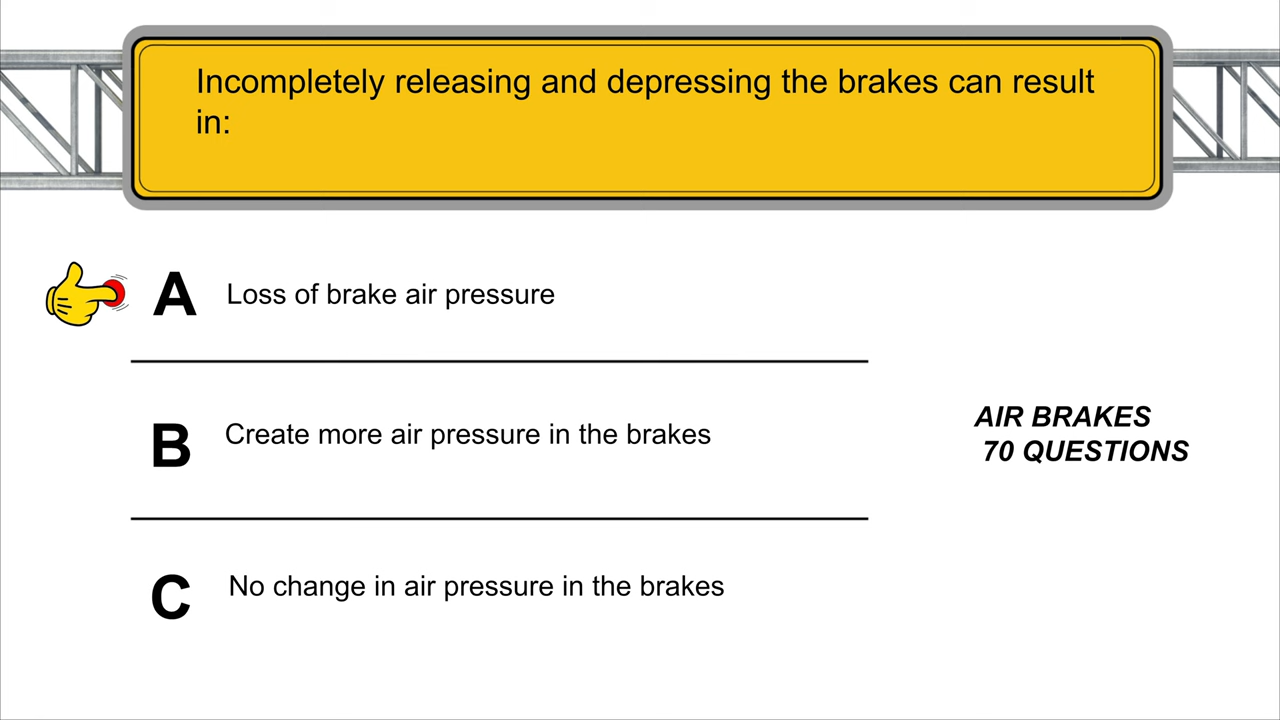 Incompletely releasing and depressing the brakes can result
in:
A Loss of brake air pressure
B Create more air pressure in the brakes
C No change in air pressure in the brakes
AIR BRAKES
70 QUESTIONS